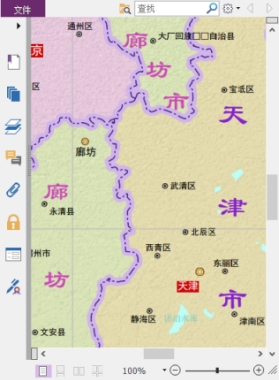 文件
查找
通州区
廊
大厂回族□□自治县
京
坊
区
市
宝坻区
天
廊坊
武清区
廊
津
永清县
北辰区
西青区
州市
东丽区
坊
天津
市
静海区
津南区
文安县
100%